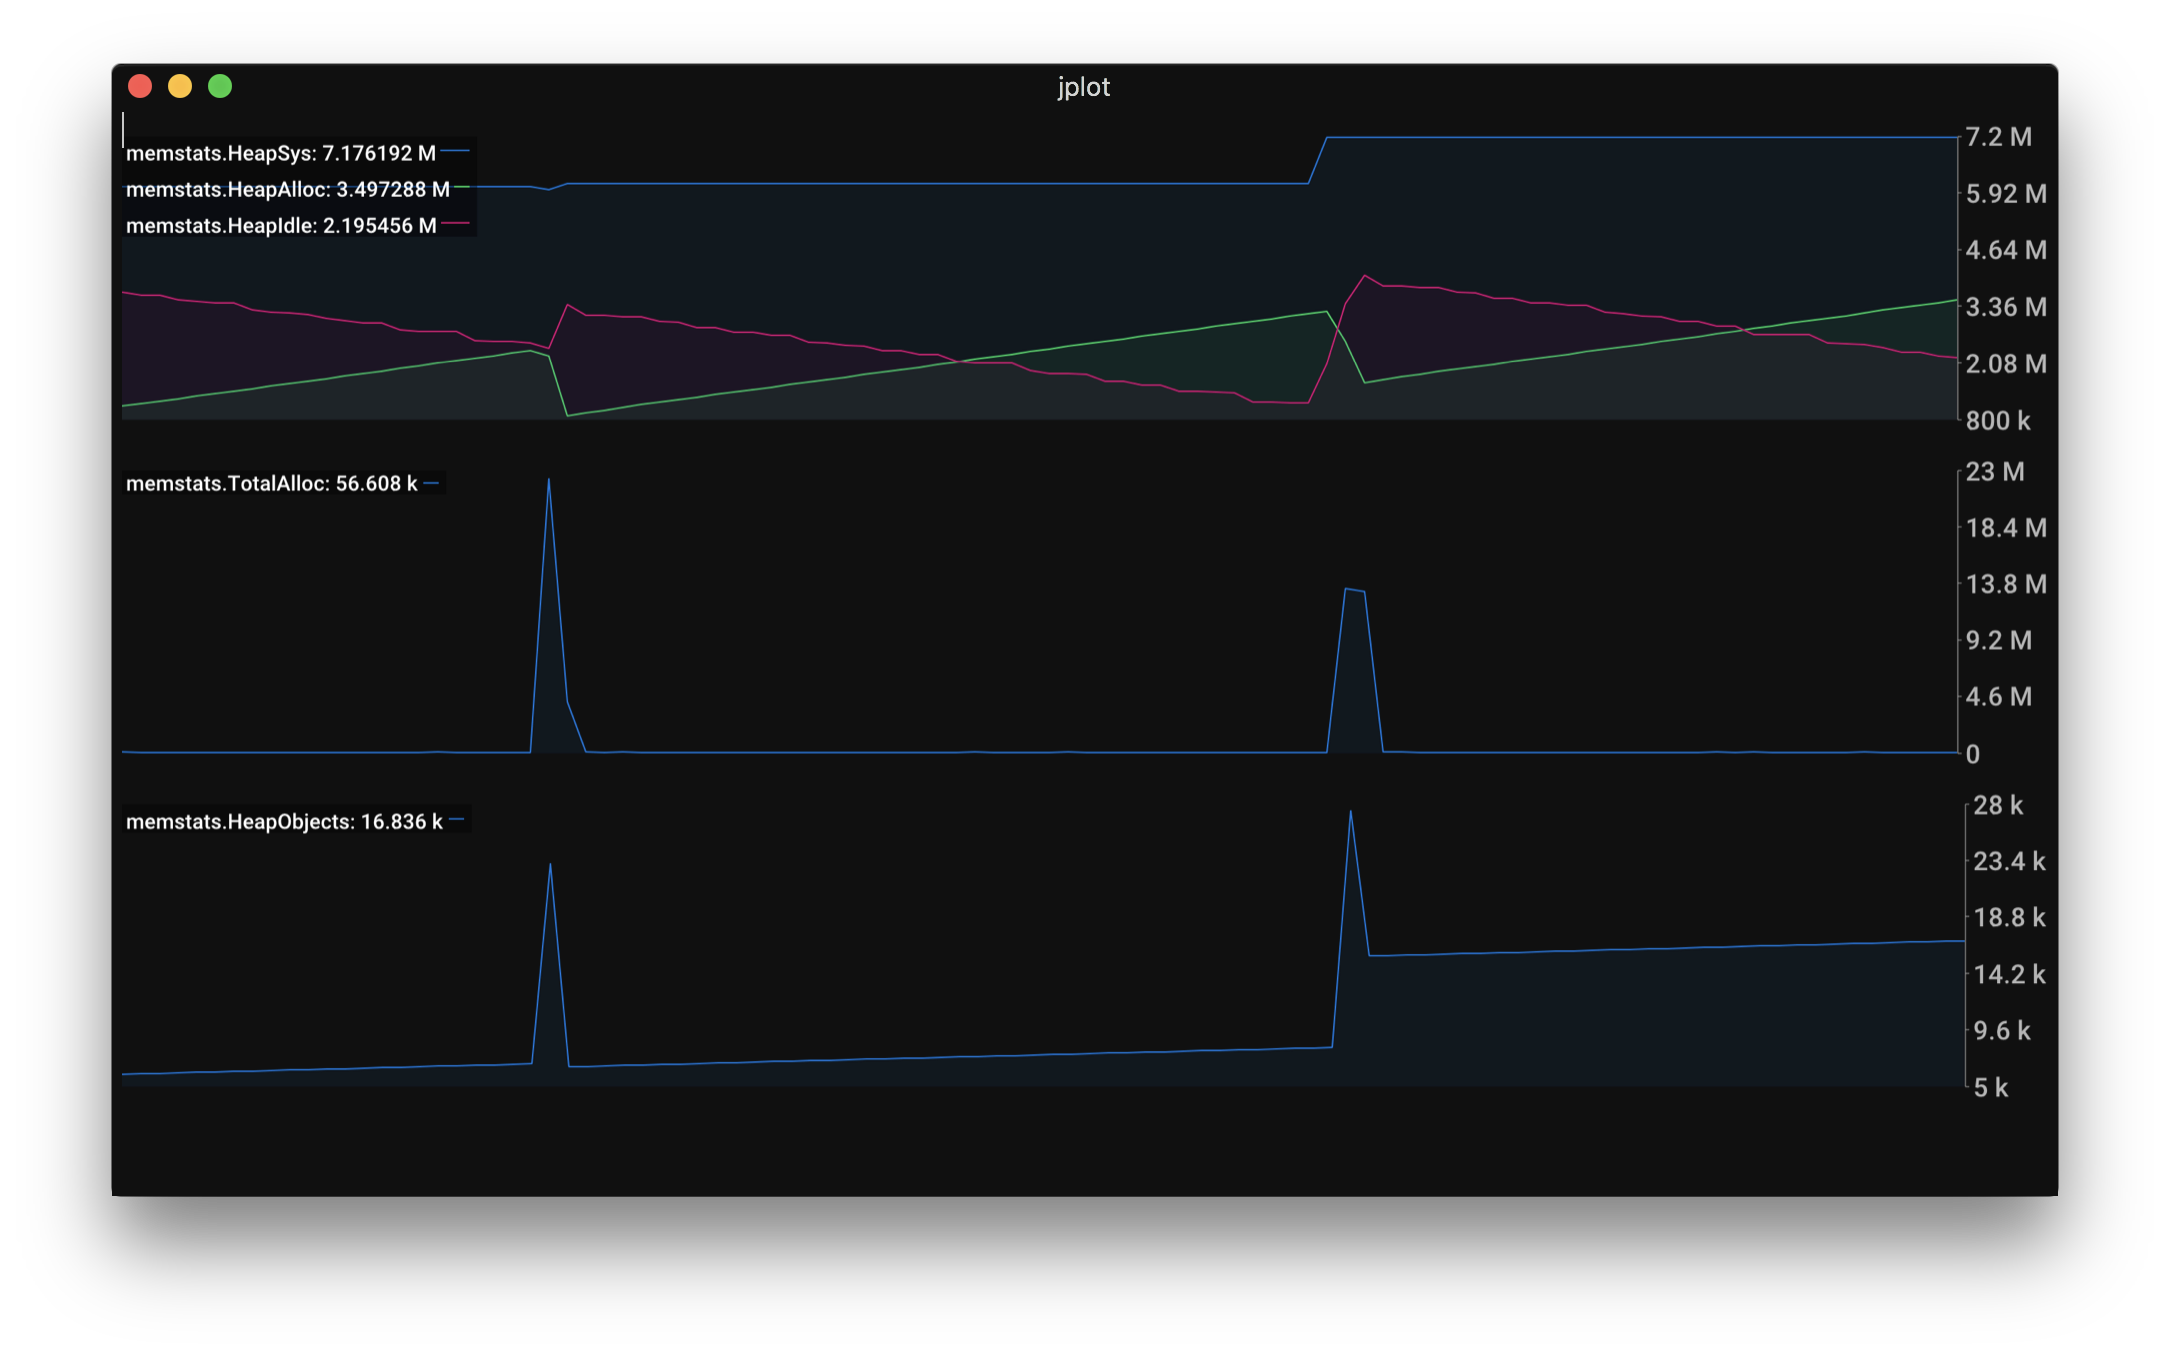 jplot
memstats.HeapSys: 7.176192 M
memstats.HeapAlloc: 3.497288 M
memstats.HeapIdle: 2.195456 M
7.2 M
5.92 M
4.64 M
3.36 M
2.08 M
800 k
memstats.TotalAlloc: 56.608 k
23 M
18.4 M
13.8 M
9.2 M
4.6 M
0
memstats.HeapObjects: 16.836 k
28 k
23.4 k
18.8 k
14.2 k
9.6 k
5 k